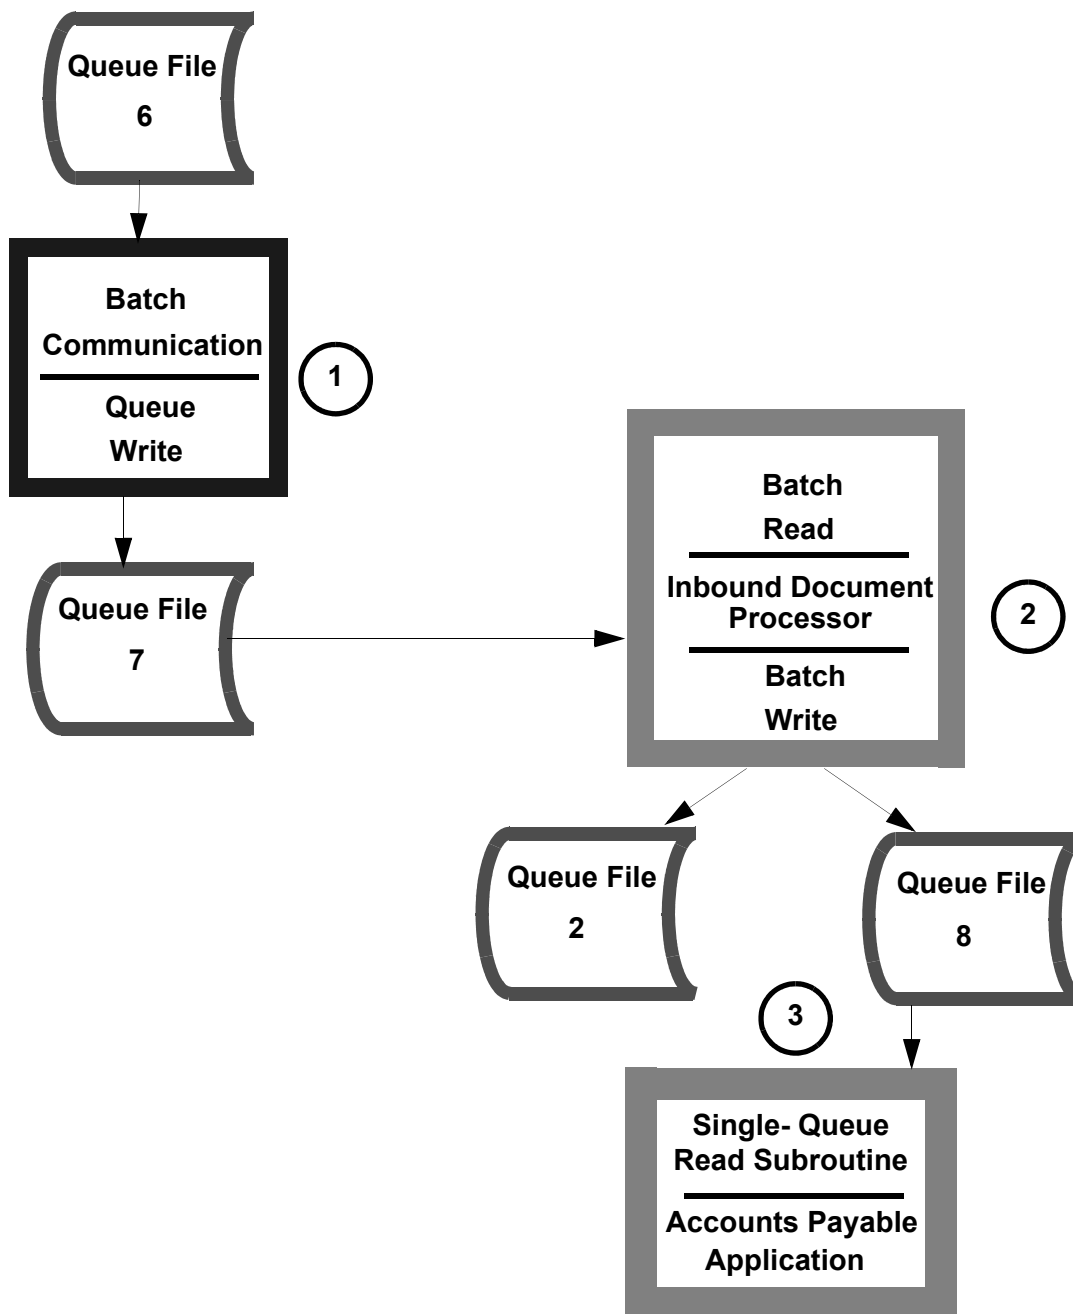 Queue File
6
Batch
Communication
Queue
Write
1
Queue File
7
Batch
Read
Inbound Document
Processor
Batch
Write
2
Queue File
2
Queue File
8
3
Single- Queue
Read Subroutine
Accounts Payable
Application